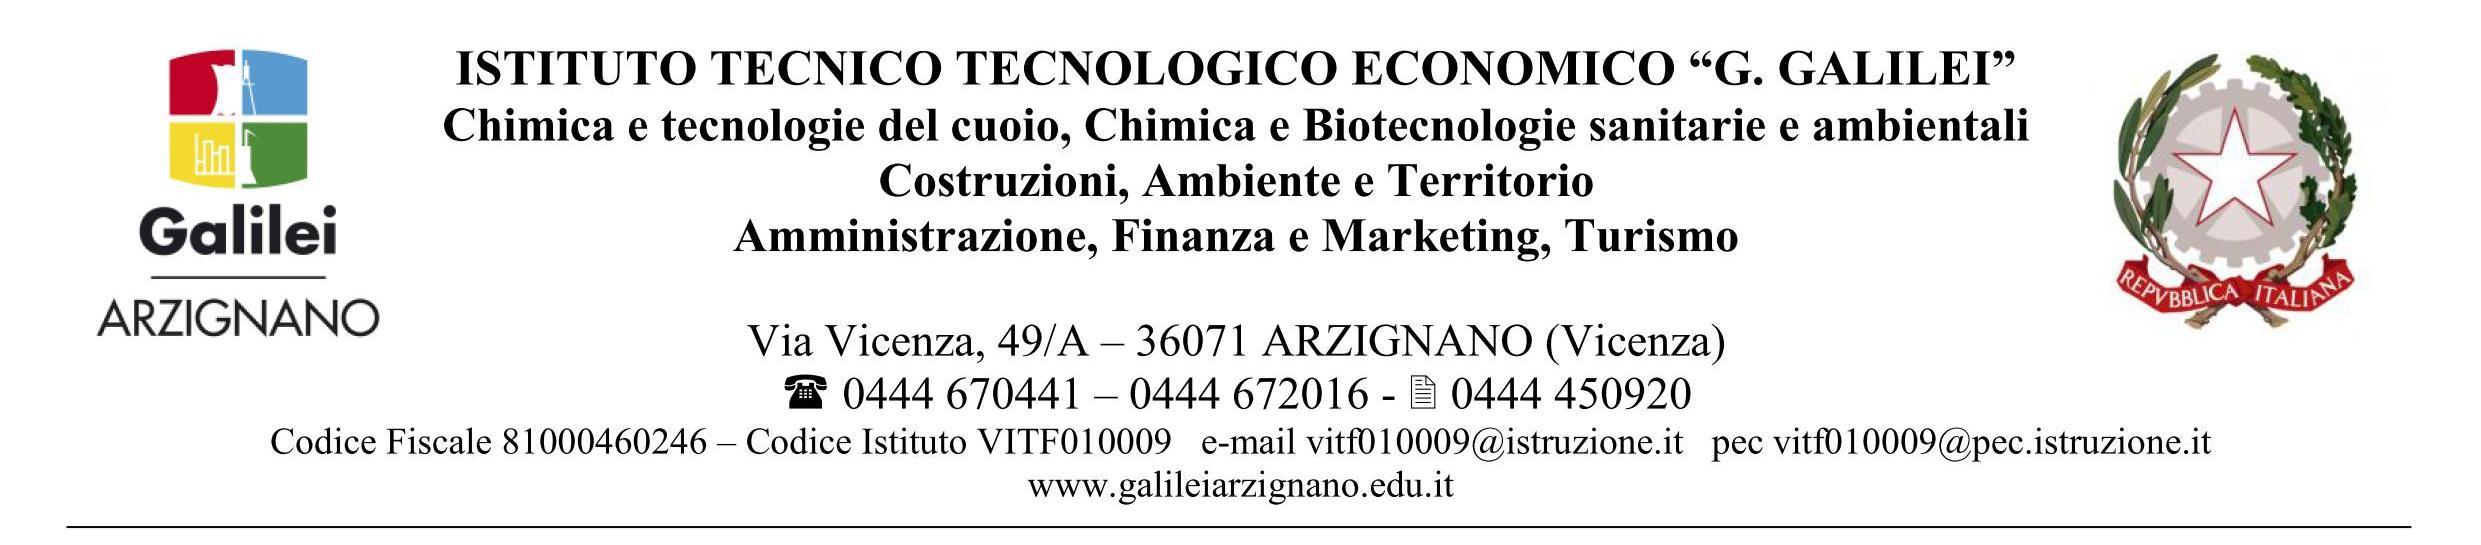 ISTITUTO TECNICO TECNOLOGICO ECONOMICO “G. GALILEI”
Chimica e tecnologie del cuoio, Chimica e Biotecnologie sanitarie e ambientali
Costruzioni, Ambiente e Territorio
Amministrazione, Finanza e Marketing, Turismo
Galilei
ARZIGNANO
REPVBBLICA ITALIANA
Via Vicenza, 49/A – 36071 ARZIGNANO (Vicenza)
☎ 0444 670441 – 0444 672016 - 🗎 0444 450920
Codice Fiscale 81000460246 – Codice Istituto VITF010009 e-mail vitf010009@istruzione.it pec vitf010009@pec.istruzione.it
www.galileiarzignano.edu.it